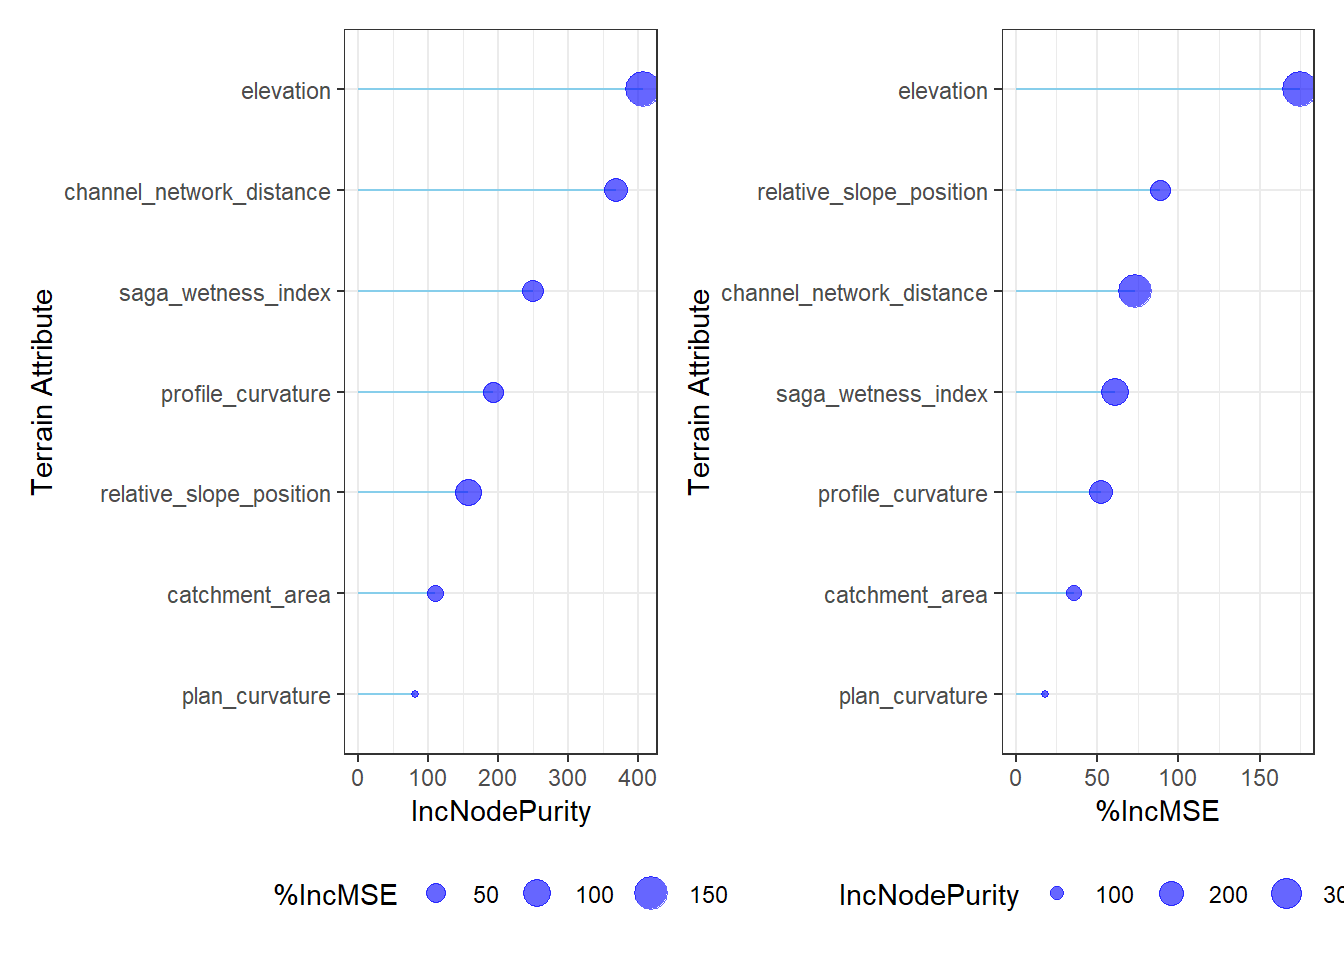 elevation
channel_network_distance
saga_wetness_index
profile_curvature
relative_slope_position
catchment_area
plan_curvature
Terrain Attribute
0 100 200 300 400
IncNodePurity
%IncMSE 50 100 150
elevation
relative_slope_position
channel_network_distance
saga_wetness_index
profile_curvature
catchment_area
plan_curvature
Terrain Attribute
0 50 100 150
%IncMSE
IncNodePurity 100 200